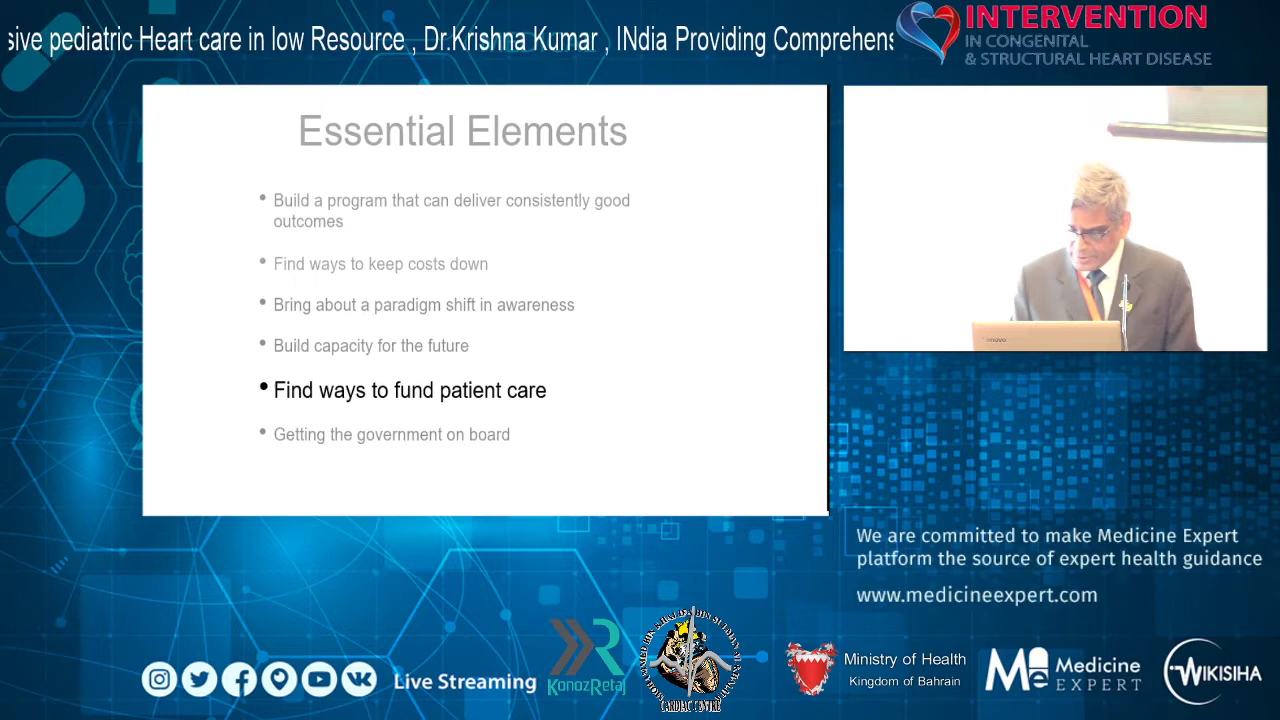 sive pediatric Heart care in low Resource , Dr.Krishna Kumar , INdia Providing Comprehens
INTERVENTION
IN CONGENITAL
& STRUCTURAL HEART DISEASE
Essential Elements
• Build a program that can deliver consistently good
outcomes
• Find ways to keep costs down
• Bring about a paradigm shift in awareness
• Build capacity for the future
• Find ways to fund patient care
• Getting the government on board
We are committed to make Medicine Expert
platform the source of expert health guidance
www.medicineexpert.com
Live Streaming
KanozRetaj
CARDIAC CENTRE
Ministry of Health
Kingdom of Bahrain
Me
Medicine
EXPERT
WIKISIHA